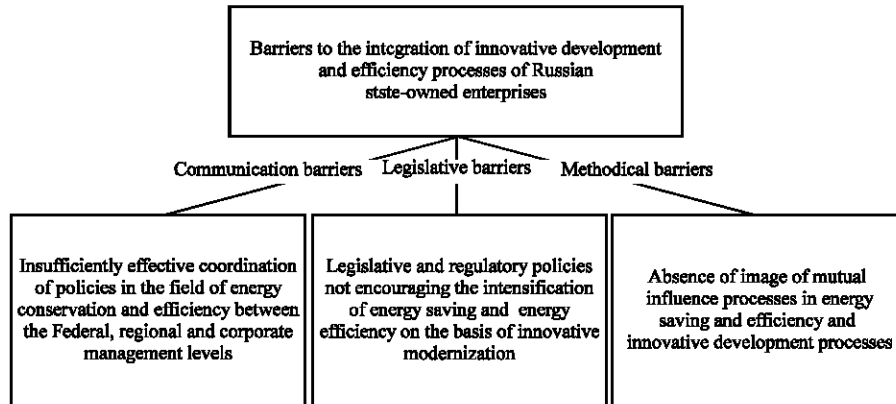 Barriers to the intcgration of innovative development
and efficiency processes of Russian
stste-owned enterprises
Communication barriers
Legislative barriers
Methodical barriers
Insufficiently effective coordination
of policies in the field of energy
conservation and efficiency between
the Federal, regional and corporate
management levels
Legislative and regulatory policies
not encouraging the intensification
of energy saving and energy
efficiency on the basis of innovative
modernization
Absence of image of mutual
influence processes in energy
saving and efficiency and
innovative development processes